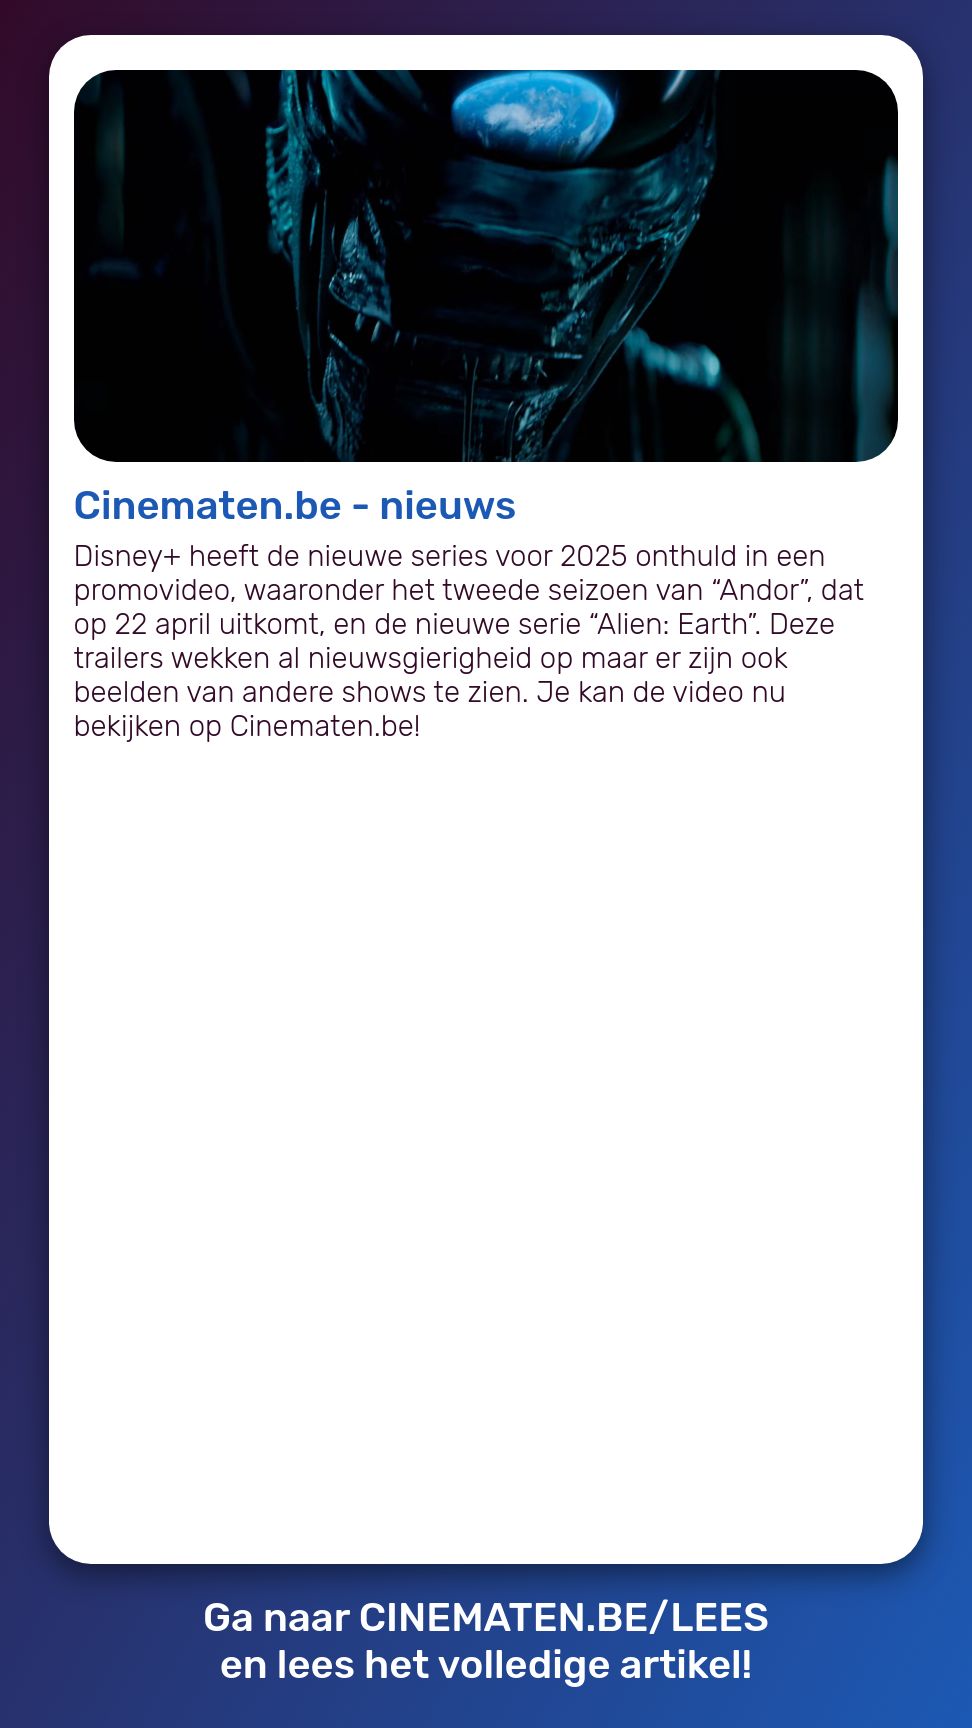 Cinematen.be - nieuws
Disney+ heeft de nieuwe series voor 2025 onthuld in een
promovideo, waaronder het tweede seizoen van “Andor”, dat
op 22 april uitkomt, en de nieuwe serie “Alien: Earth”. Deze
trailers wekken al nieuwsgierigheid op maar er zijn ook
beelden van andere shows te zien. Je kan de video nu
bekijken op Cinematen.be!
Ga naar CINEMATEN.BE/LEES
en lees het volledige artikel!